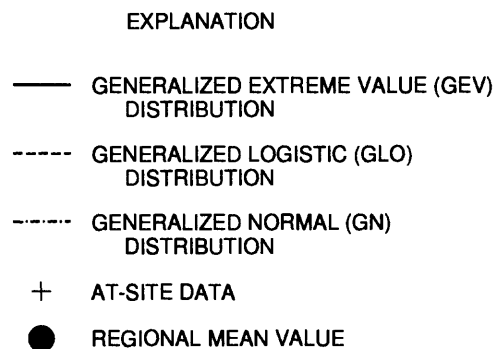 EXPLANATION
GENERALIZED EXTREME VALUE (GEV)
DISTRIBUTION
GENERALIZED LOGISTIC (GLO)
DISTRIBUTION
GENERALIZED NORMAL (GN)
DISTRIBUTION
AT-SITE DATA
REGIONAL MEAN VALUE